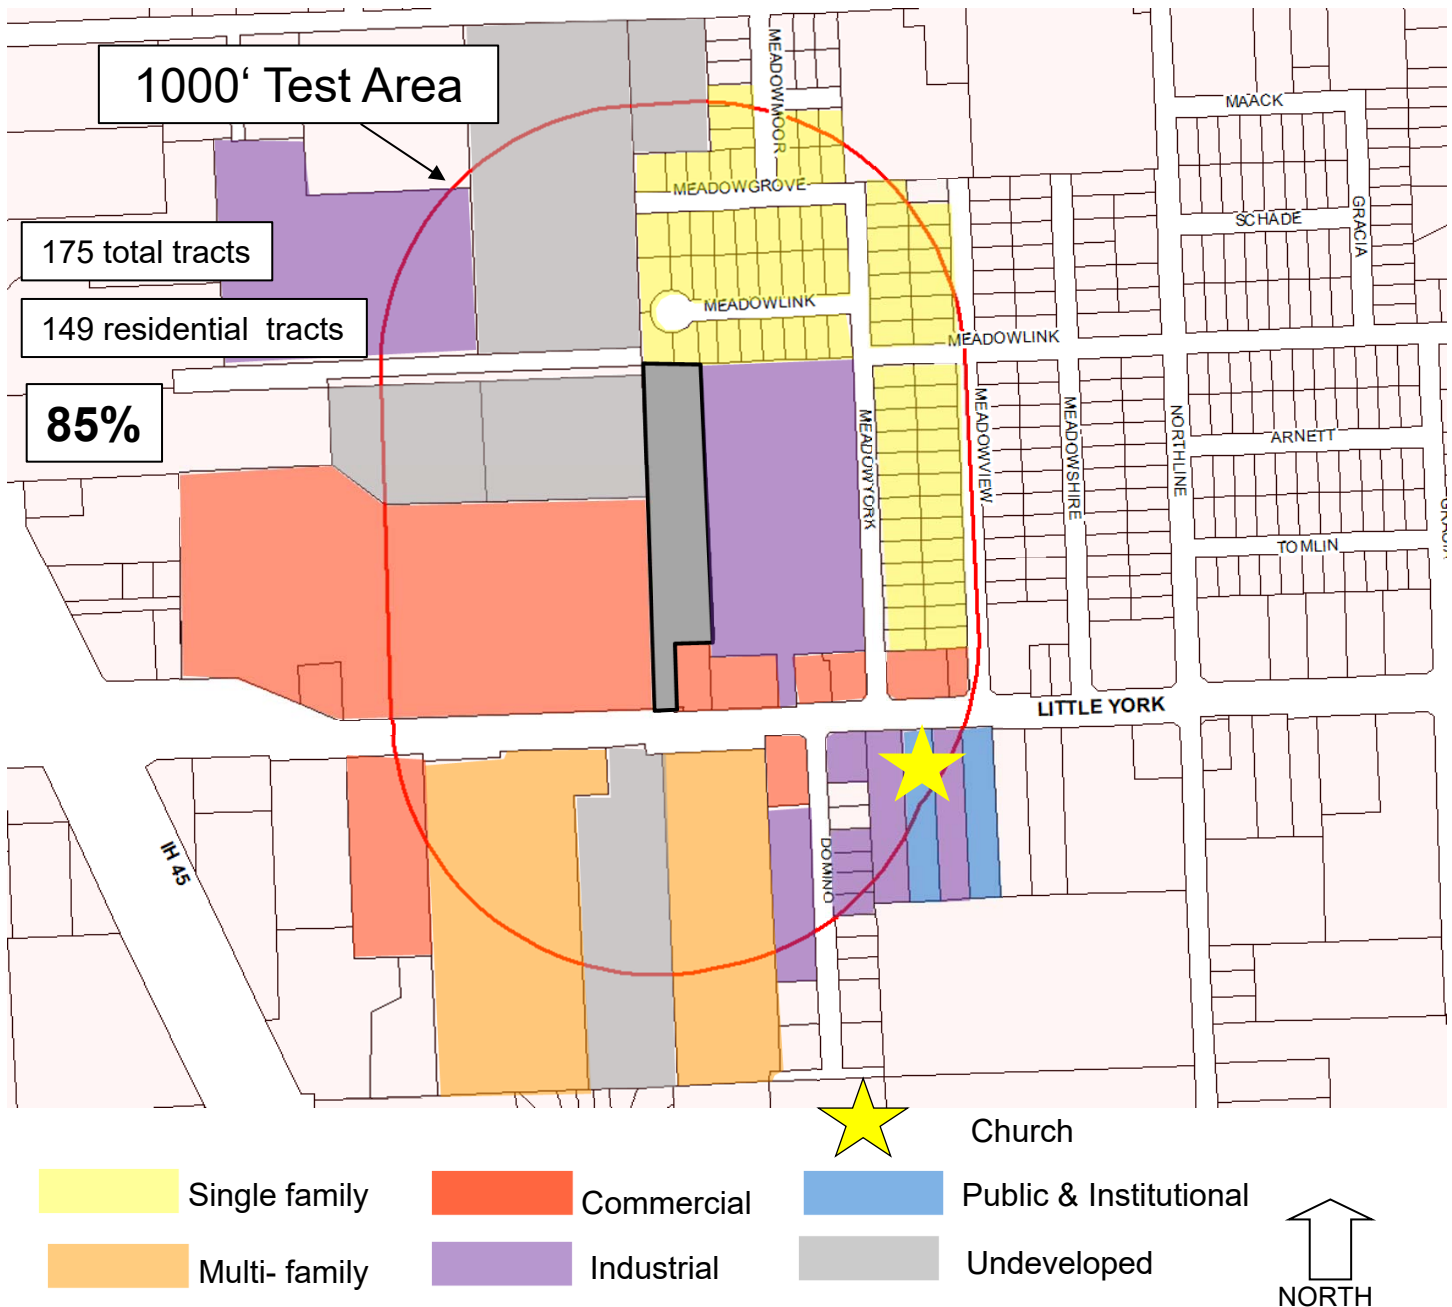 MEADOWMOOR
1000‘ Test Area
MAACK
MEADOWGROVE
GRACIA
SCHADE
175 total tracts
MEADOWLINK
149 residential tracts
MEADOWLINK
85%
MEADOWYORK
MEADOWVIEW
MEADOWSHIRE
NORTHLINE
ARNETT
TOMLIN
LITTLE YORK
IH 45
DOMINO
Church
Single family
Commercial
Public & Institutional
Multi- family
Industrial
Undeveloped
NORTH